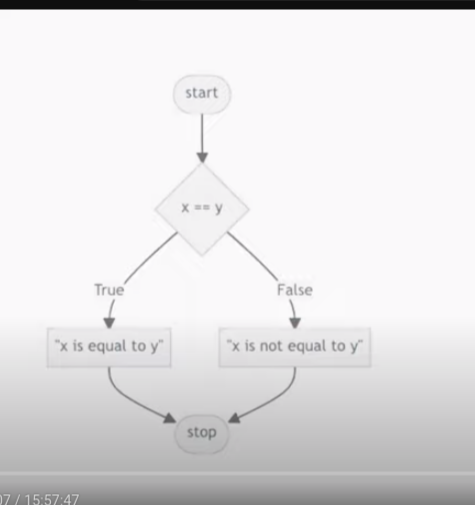 start
x == y
True
False
"x is equal to y"
"x is not equal to y"
stop
07 / 15:57:47